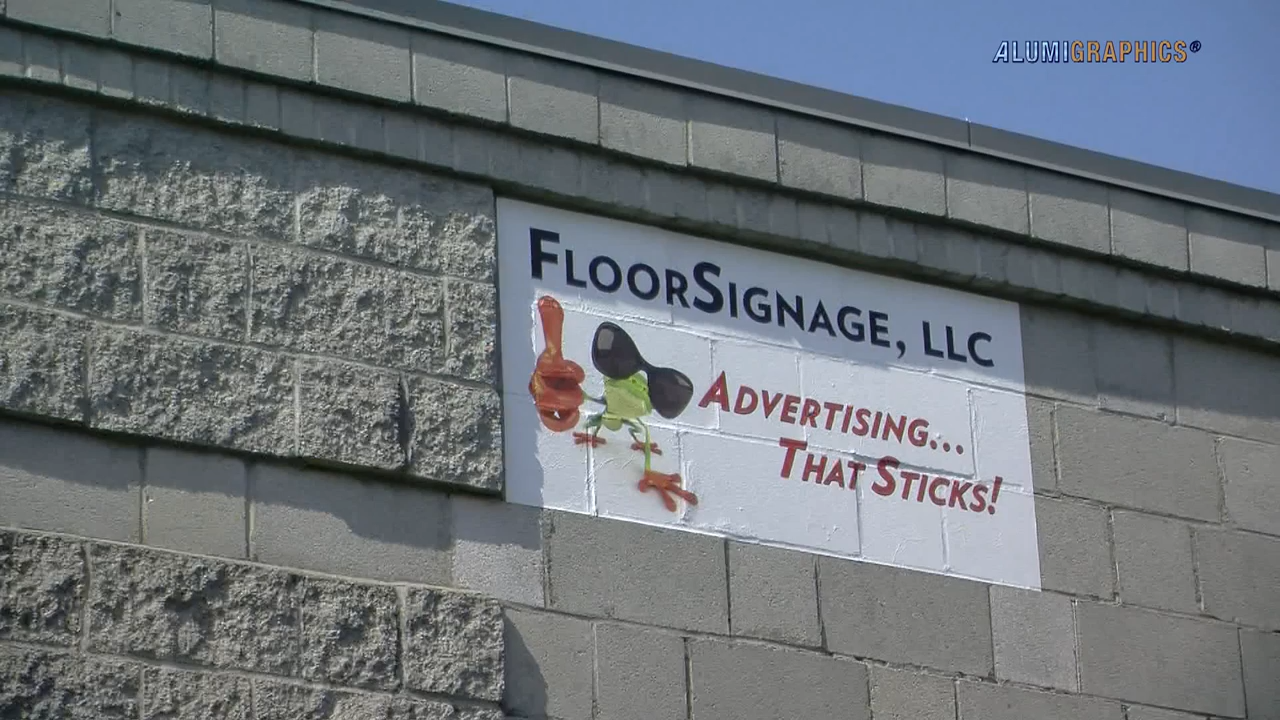 ALUMIGRAPHICS®
FLOORSIGNAGE, LLC
ADVERTISING...
THAT STICKS!